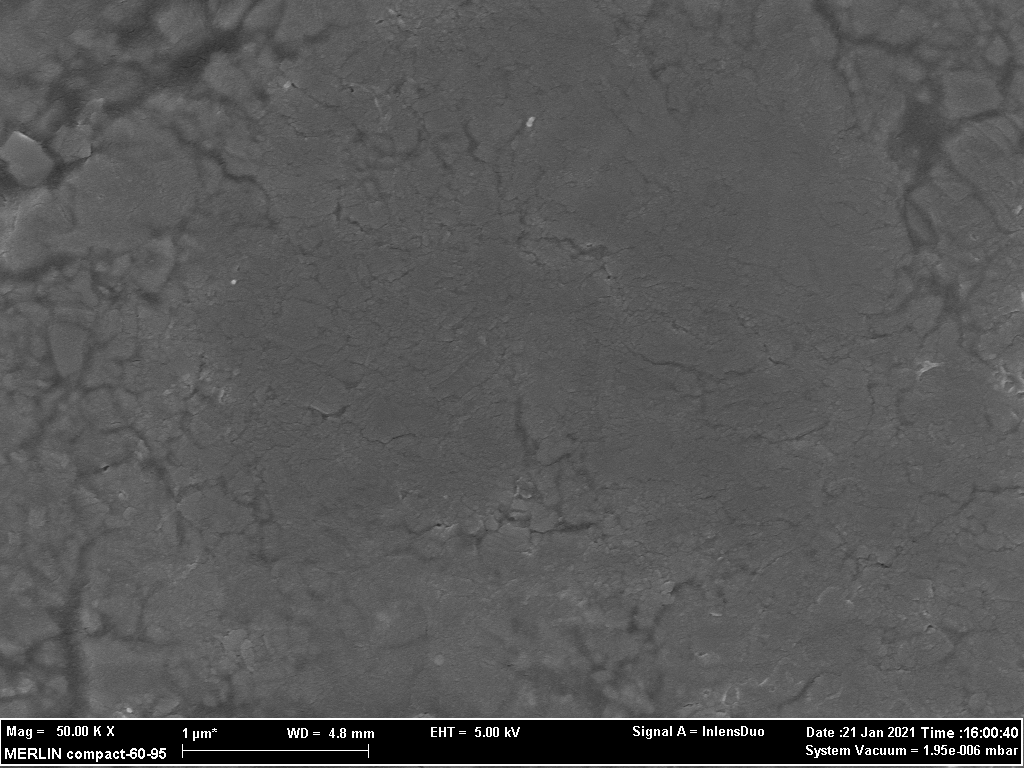 Mag = 50.00 K X 1 µm* WD = 4.8 mm EHT = 5.00 kV Signal A = InlensDuo Date :21 Jan 2021 Time :16:00:40
MERLIN compact-60-95 System Vacuum = 1.95e-006 mbar